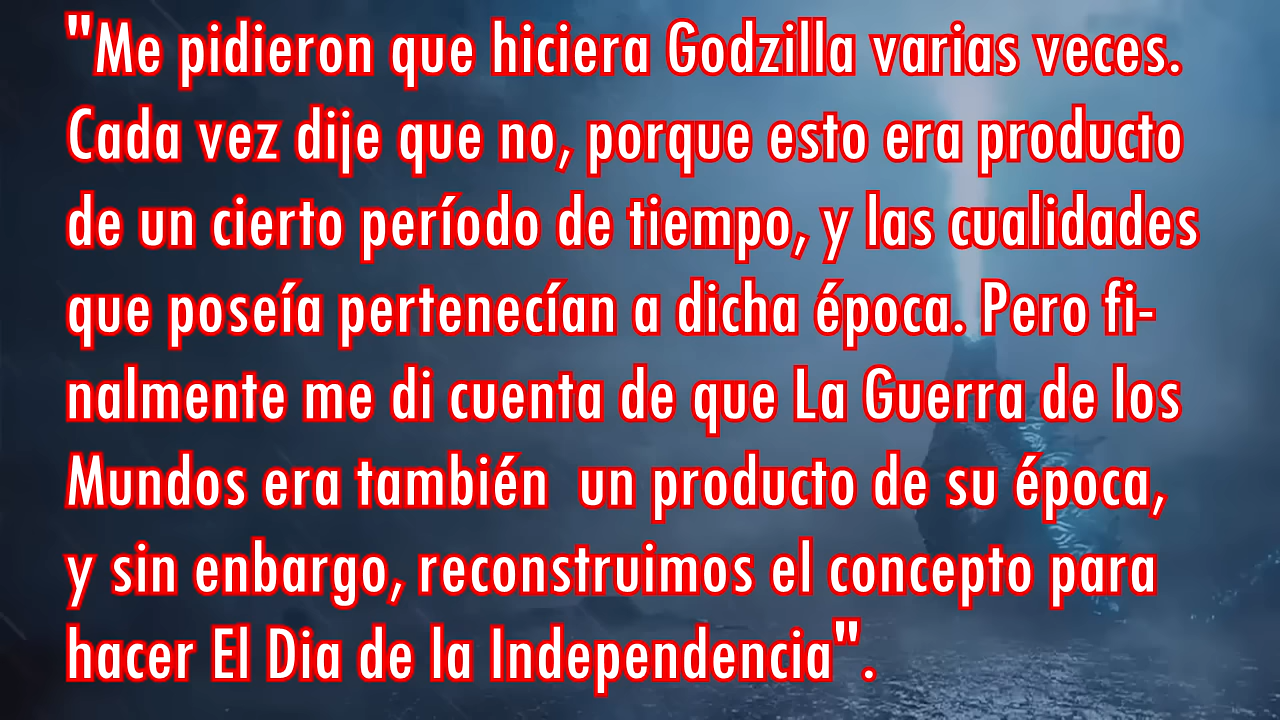 "Me pidieron que hiciera Godzilla varias veces.
Cada vez dije que no, porque esto era producto
de un cierto período de tiempo, y las cualidades
que poseía pertenecían a dicha época. Pero fi-
nalmente me di cuenta de que La Guerra de los
Mundos era también  un producto de su época,
y sin enbargo, reconstruimos el concepto para
hacer El Dia de la Independencia".